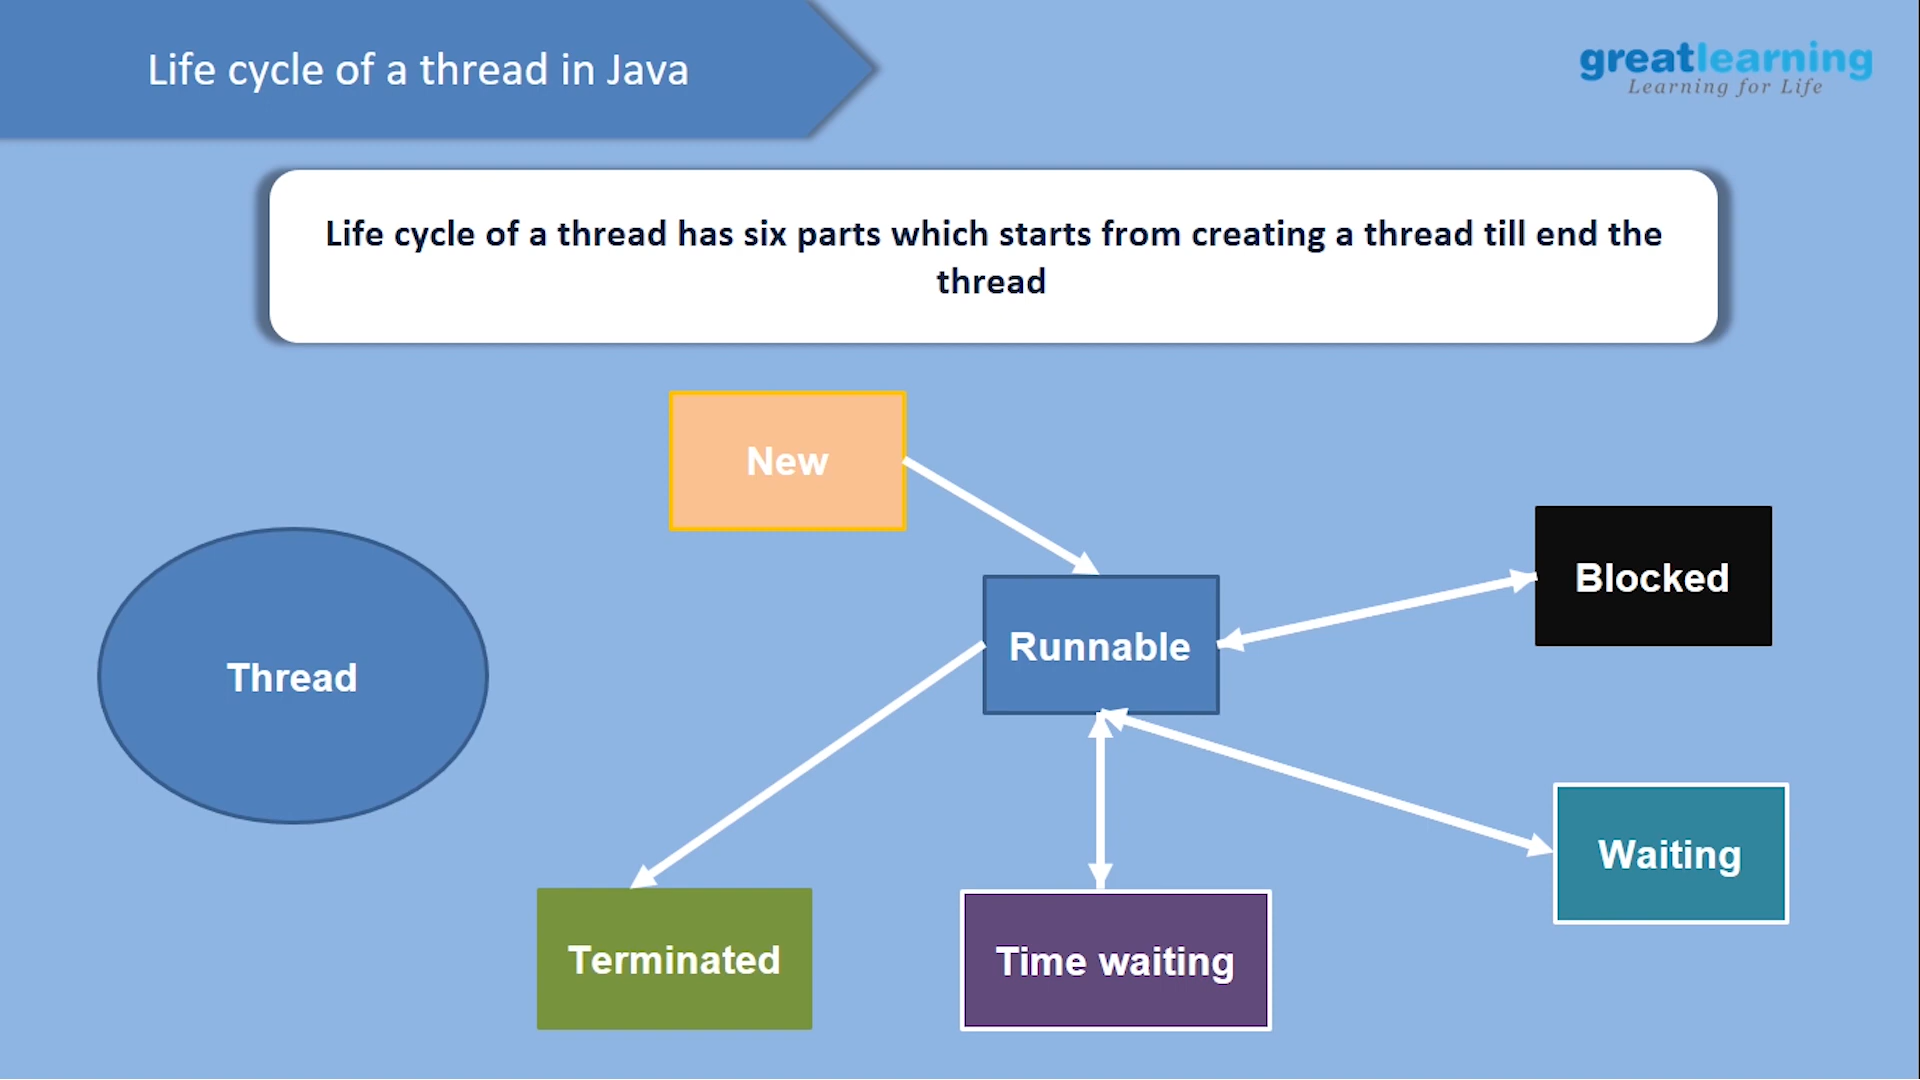 Life cycle of a thread in Java
greatlearning
Learning for Life
Life cycle of a thread has six parts which starts from creating a thread till end the
thread
New
Blocked
Runnable
Thread
Waiting
Terminated
Time waiting